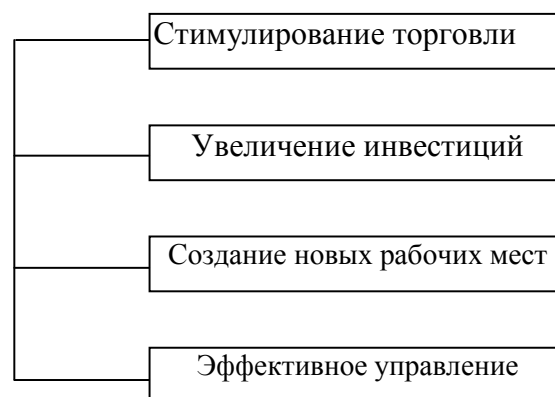 Стимулирование торговли
Увеличение инвестиций
Создание новых рабочих мест
Эффективное управление